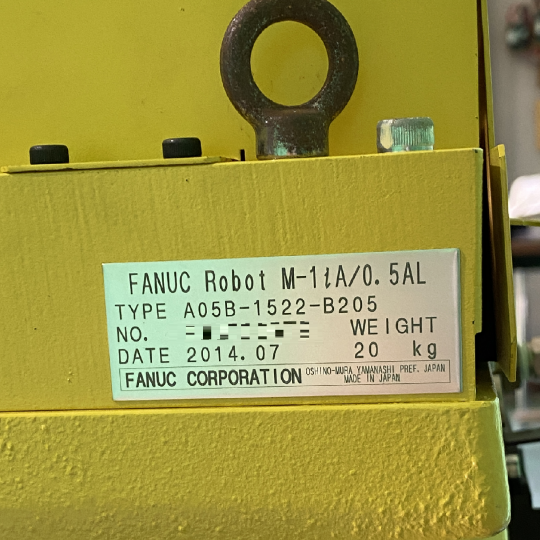 FANUC Robot M-1iA/0.5AL
TYPE A05B-1522-B205
NO. WEIGHT
DATE 2014.07 20 kg
FANUC CORPORATION OSHINO-MURA, YAMANASHI PREF. JAPAN
MADE IN JAPAN